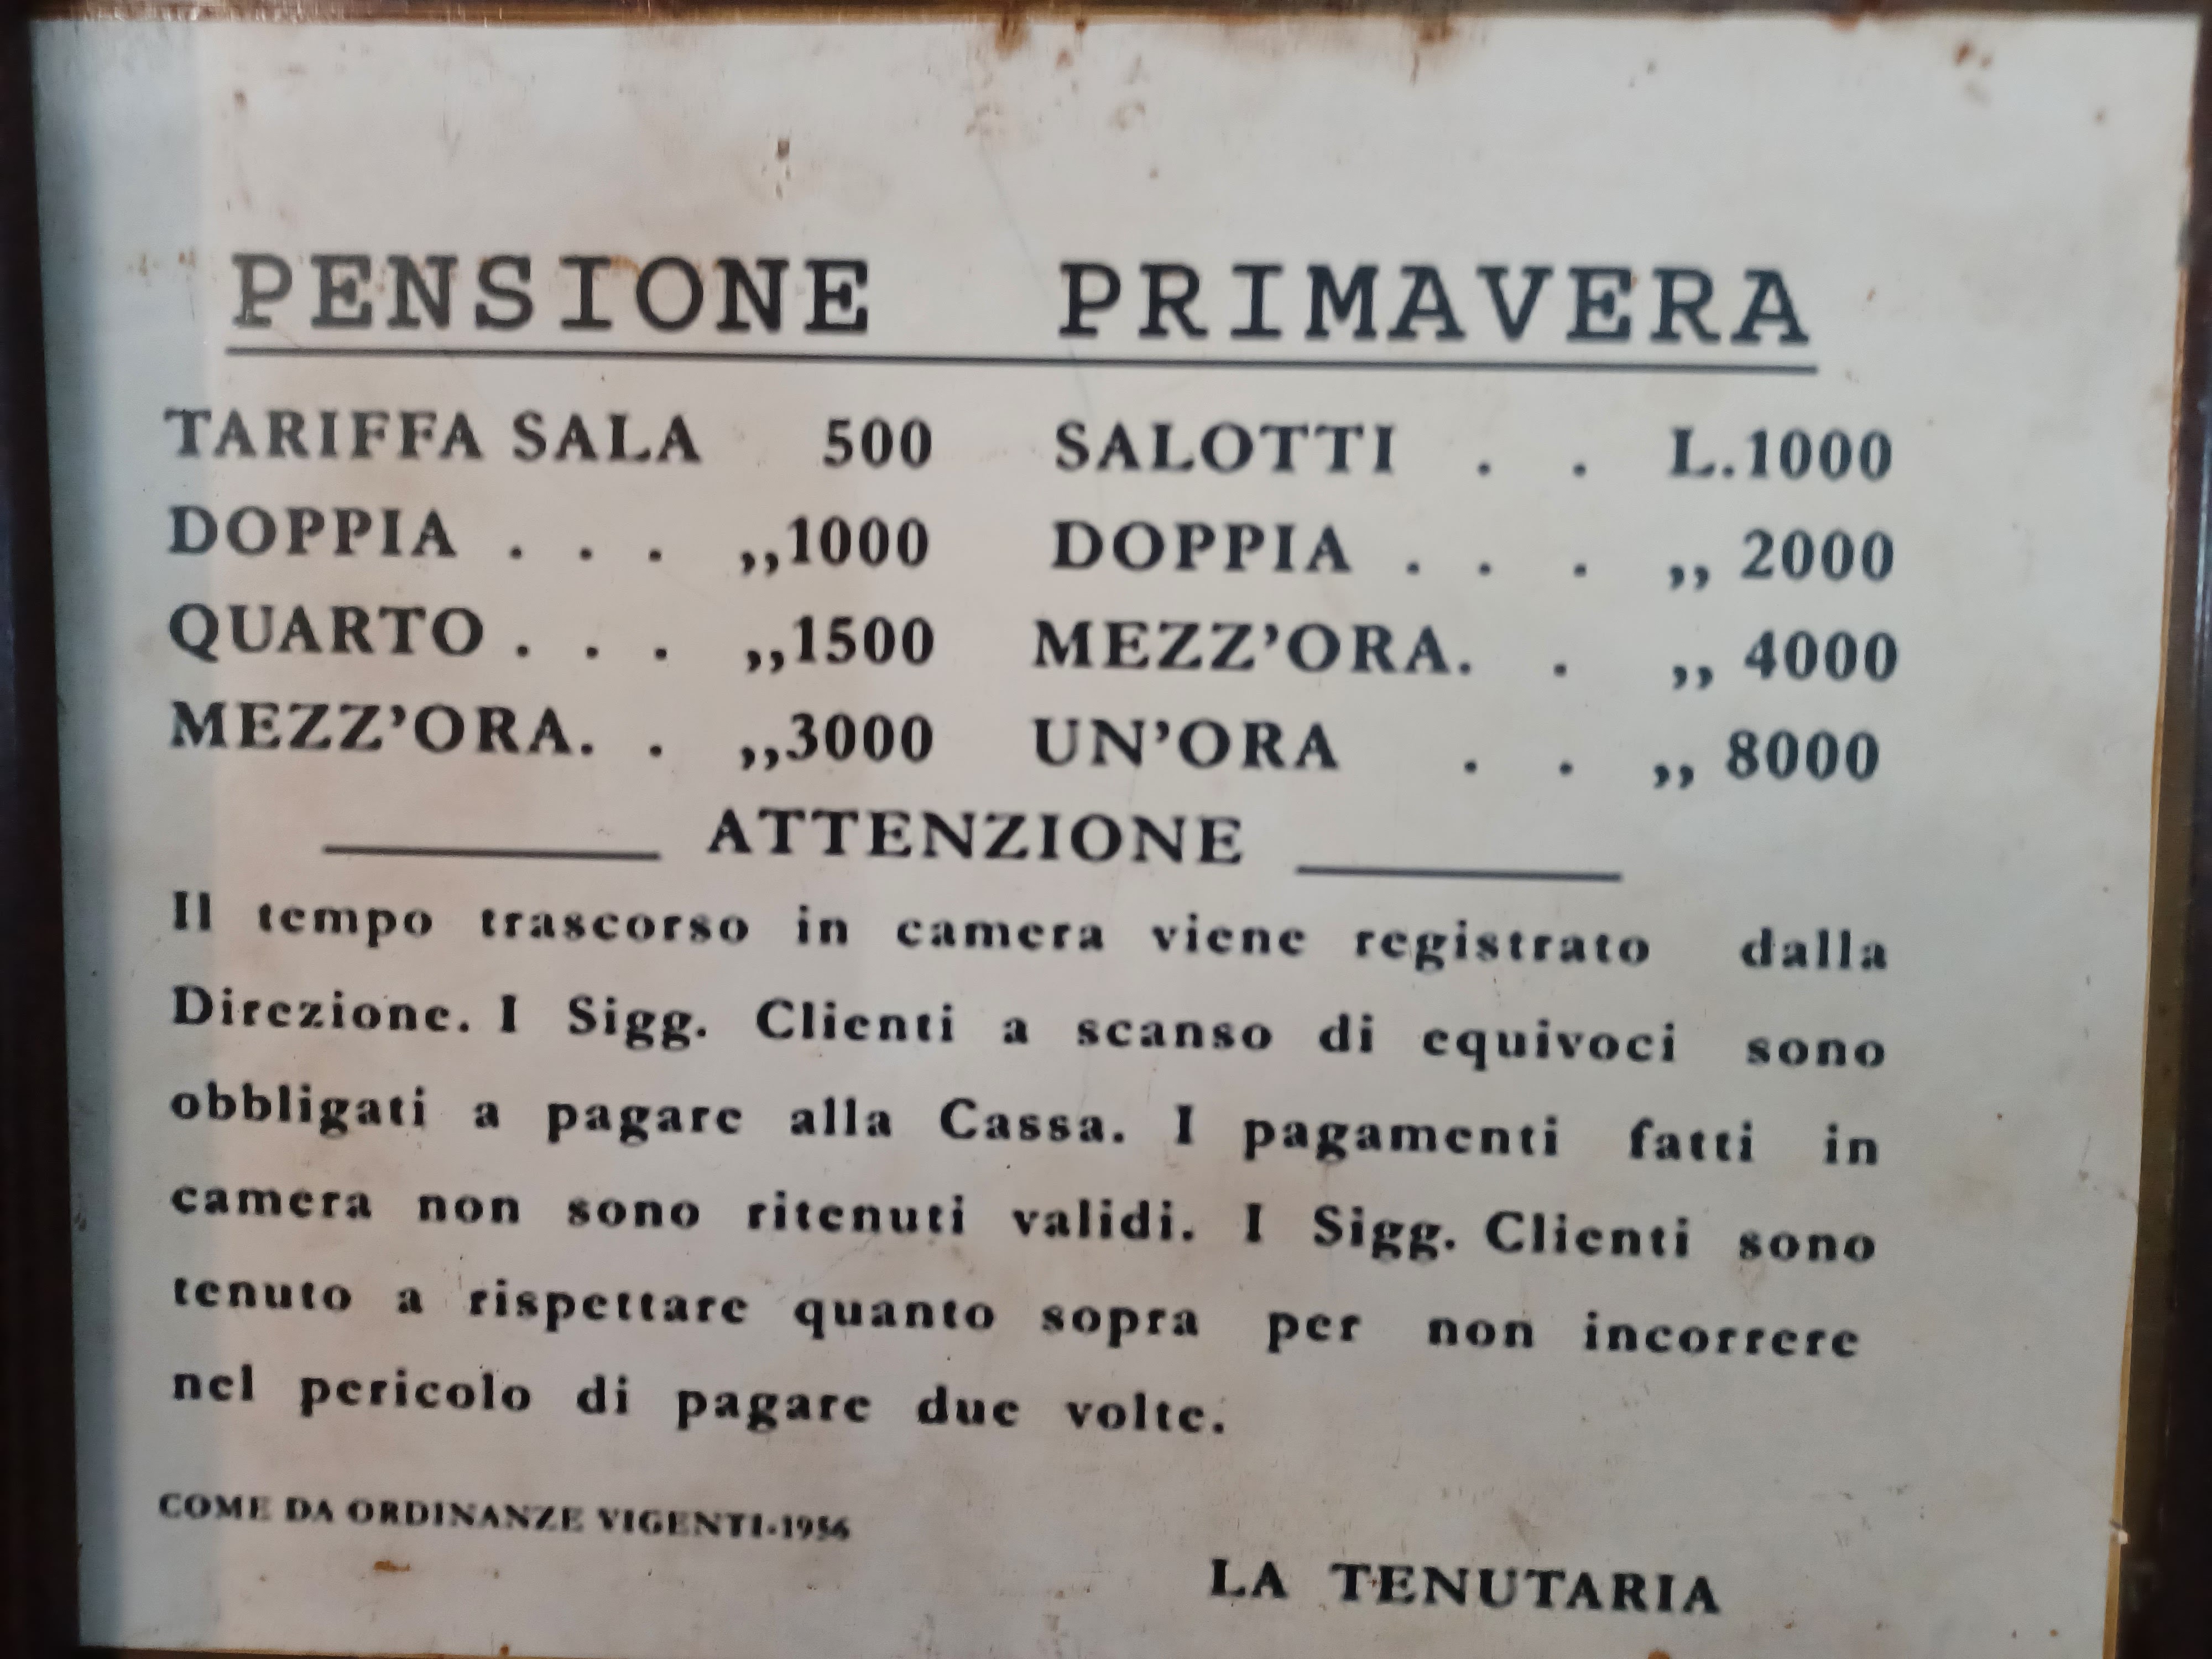 PENSIONE PRIMAVERA
TARIFFA SALA 500 SALOTTI . . L.1000
DOPPIA . . . ,,1000 DOPPIA . . . ,, 2000
QUARTO . . . ,,1500 MEZZ'ORA. . ,, 4000
MEZZ'ORA. . ,,3000 UN'ORA . . ,, 8000
ATTENZIONE
Il tempo trascorso in camera viene registrato dalla
Direzione. I Sigg. Clienti a scanso di equivoci sono
obbligati a pagare alla Cassa. I pagamenti fatti in
camera non sono ritenuti validi. I Sigg. Clienti sono
tenuto a rispettare quanto sopra per non incorrere
nel pericolo di pagare due volte.
COME DA ORDINANZE VIGENTI-1956
LA TENUTARIA